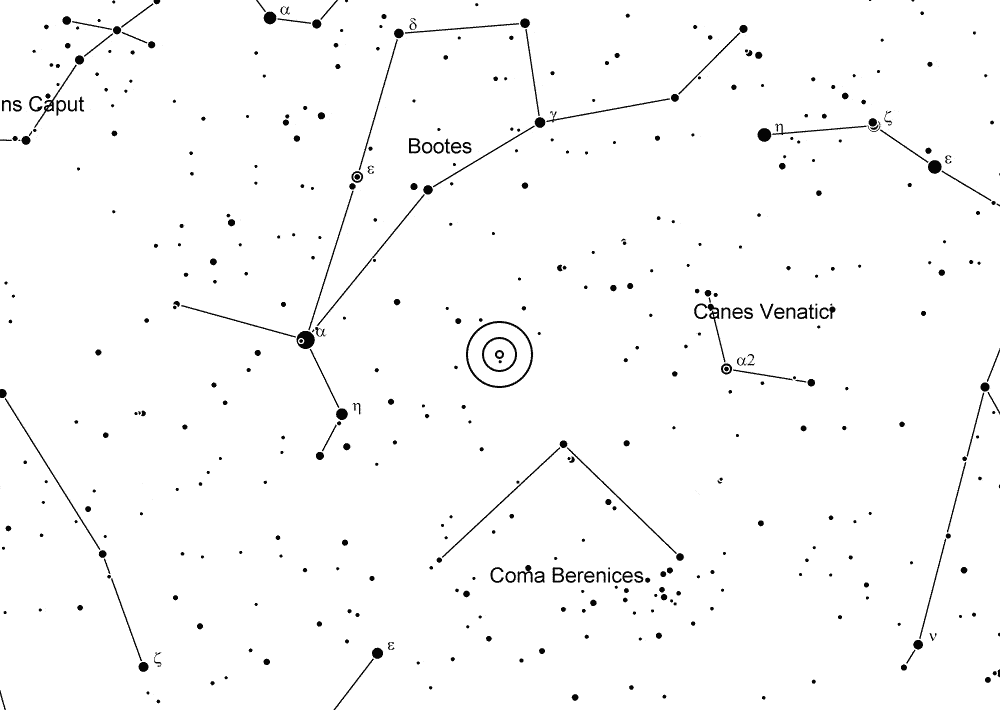 α
δ
ns Caput
γ
η
ζ
Bootes
ε
ε
Canes Venatici
α
α2
η
Coma Berenices
ε
ν
ζ